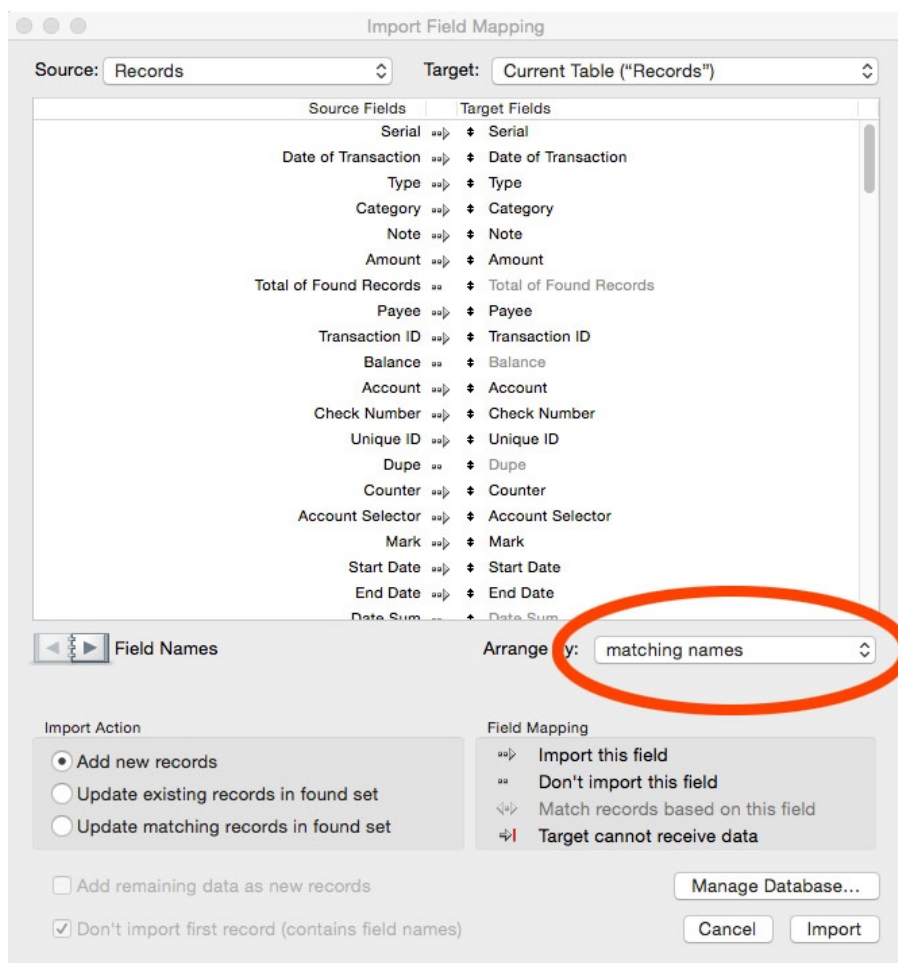 Import Field Mapping
Source: Records Target: Current Table (“Records”)
Source Fields Target Fields
Serial Serial
Date of Transaction Date of Transaction
Type Type
Category Category
Note Note
Amount Amount
Total of Found Records Total of Found Records
Payee Payee
Transaction ID Transaction ID
Balance Balance
Account Account
Check Number Check Number
Unique ID Unique ID
Dupe Dupe
Counter Counter
Account Selector Account Selector
Mark Mark
Start Date Start Date
End Date End Date
Date Sum Date Sum
Field Names Arrange by: matching names
Import Action Field Mapping
Add new records Import this field
Update existing records in found set Don't import this field
Update matching records in found set Match records based on this field
Target cannot receive data
Add remaining data as new records Manage Database...
Don't import first record (contains field names) Cancel Import